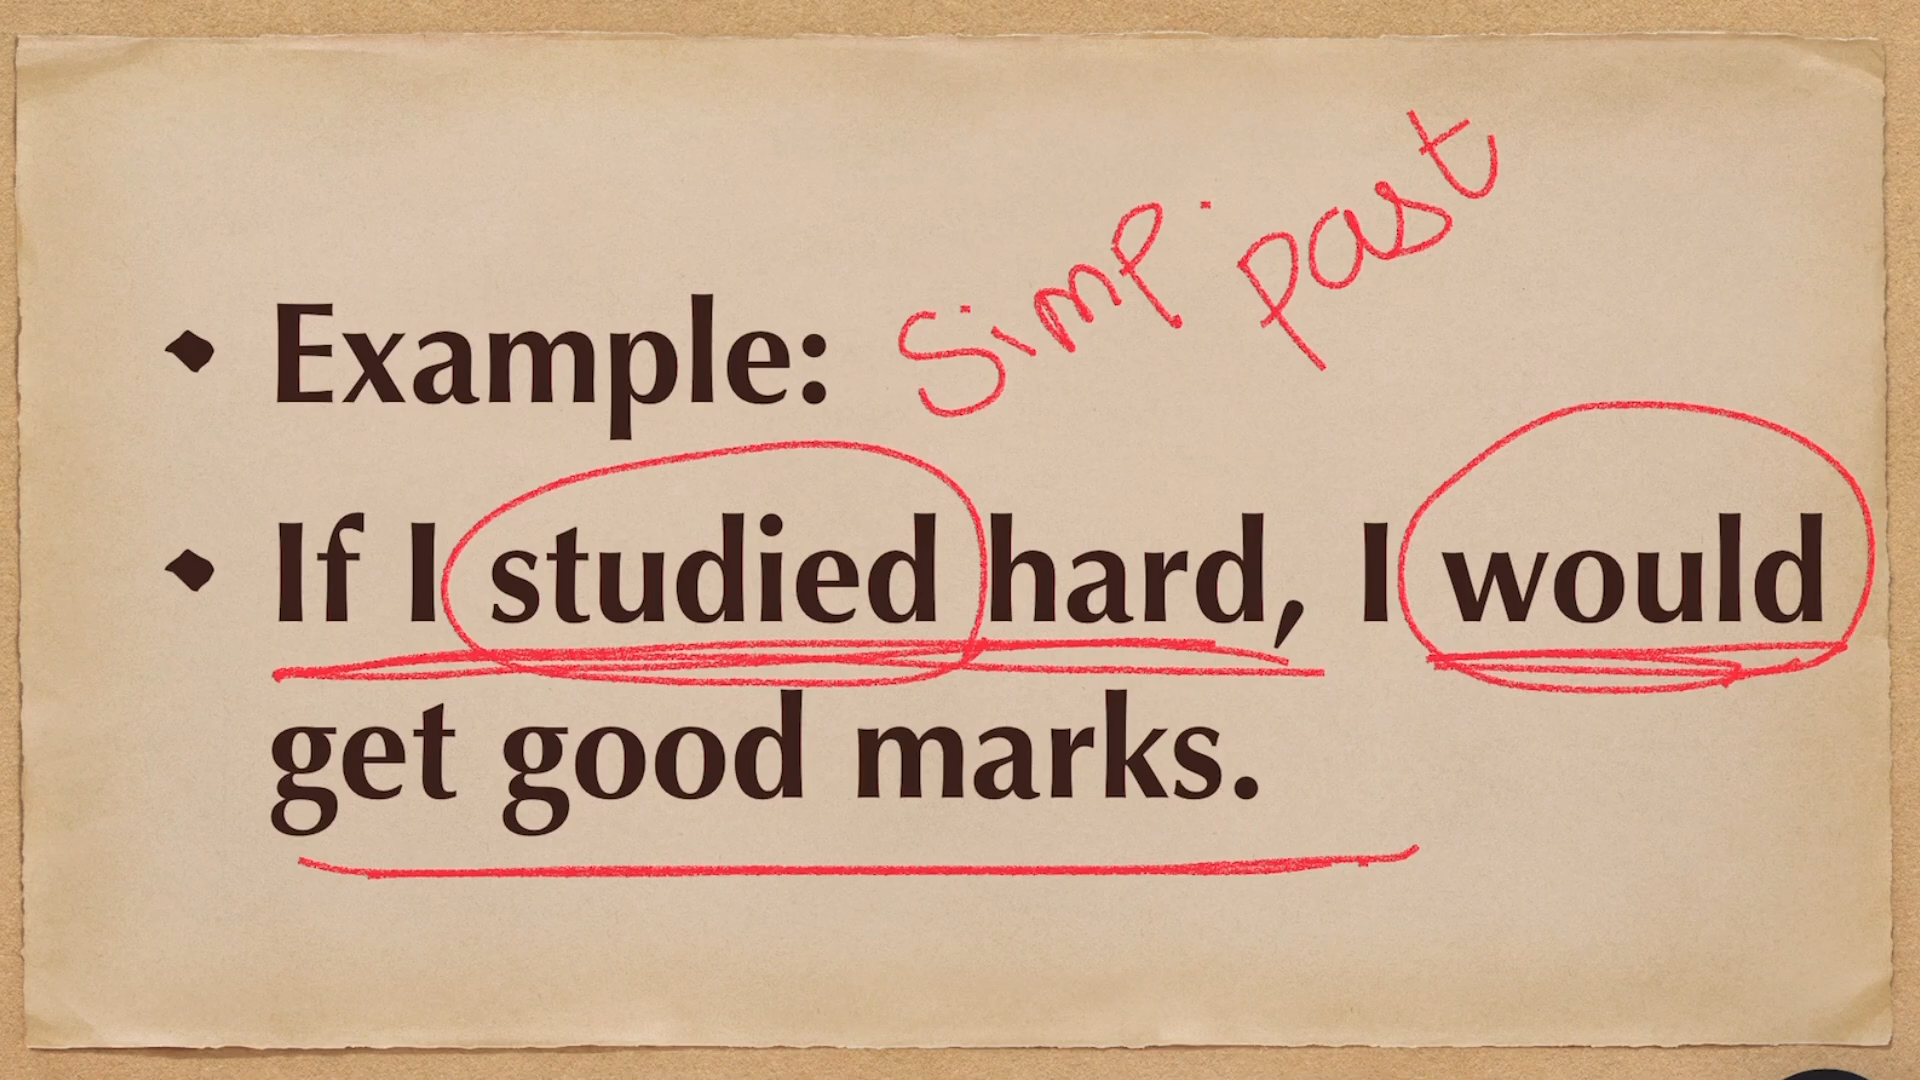 Simp. past
Example:
If I studied hard, I would
get good marks.